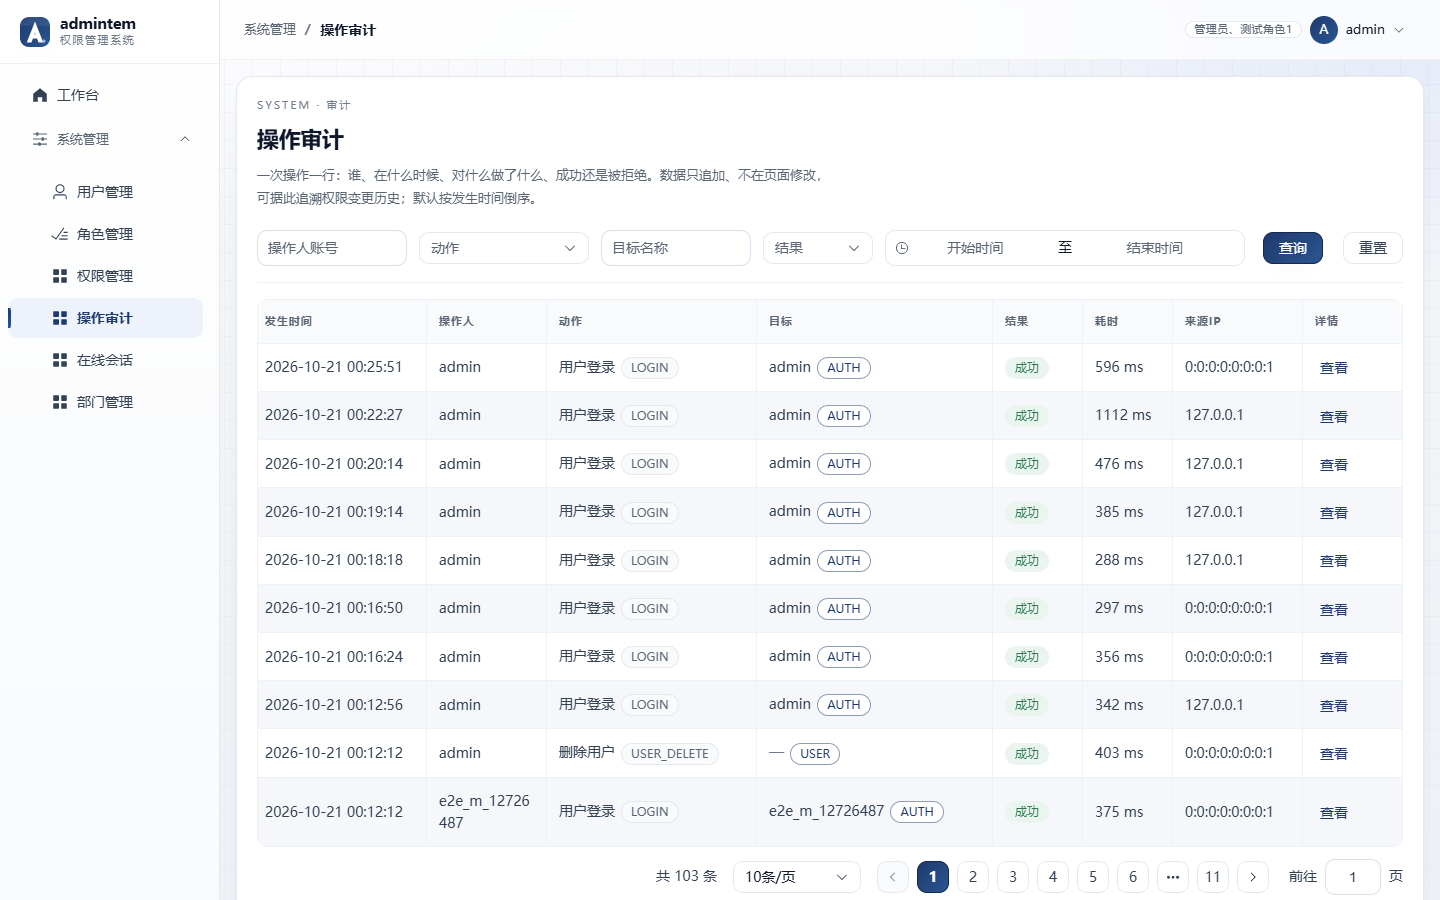 admintem
权限管理系统
工作台
系统管理
用户管理
角色管理
权限管理
操作审计
在线会话
部门管理
系统管理 / 操作审计
管理员、测试角色1
A
admin
SYSTEM · 审计
操作审计
一次操作一行：谁、在什么时候、对什么做了什么、成功还是被拒绝。数据只追加、不在页面修改，
可据此追溯权限变更历史；默认按发生时间倒序。
操作人账号 动作 目标名称 结果 开始时间 至 结束时间 查询 重置
发生时间 操作人 动作 目标 结果 耗时 来源IP 详情
2026-10-21 00:25:51 admin 用户登录 LOGIN admin AUTH 成功 596 ms 0:0:0:0:0:0:0:1 查看
2026-10-21 00:22:27 admin 用户登录 LOGIN admin AUTH 成功 1112 ms 127.0.0.1 查看
2026-10-21 00:20:14 admin 用户登录 LOGIN admin AUTH 成功 476 ms 127.0.0.1 查看
2026-10-21 00:19:14 admin 用户登录 LOGIN admin AUTH 成功 385 ms 127.0.0.1 查看
2026-10-21 00:18:18 admin 用户登录 LOGIN admin AUTH 成功 288 ms 127.0.0.1 查看
2026-10-21 00:16:50 admin 用户登录 LOGIN admin AUTH 成功 297 ms 0:0:0:0:0:0:0:1 查看
2026-10-21 00:16:24 admin 用户登录 LOGIN admin AUTH 成功 356 ms 0:0:0:0:0:0:0:1 查看
2026-10-21 00:12:56 admin 用户登录 LOGIN admin AUTH 成功 342 ms 127.0.0.1 查看
2026-10-21 00:12:12 admin 删除用户 USER_DELETE — USER 成功 403 ms 0:0:0:0:0:0:0:1 查看
2026-10-21 00:12:12 e2e_m_12726487 用户登录 LOGIN e2e_m_12726487 AUTH 成功 375 ms 0:0:0:0:0:0:0:1 查看
共 103 条 10条/页 1 2 3 4 5 6 ••• 11 前往 1 页